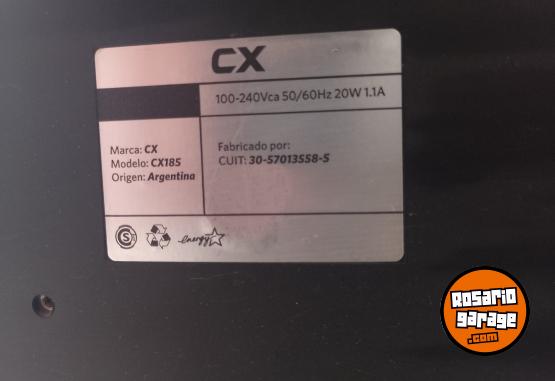 CX
100-240Vca 50/60Hz 20W 1.1A
Marca: CX
Modelo: CX185
Origen: Argentina
Fabricado por:
CUIT: 30-57013558-5
S
energy
Rosario
garage
.com